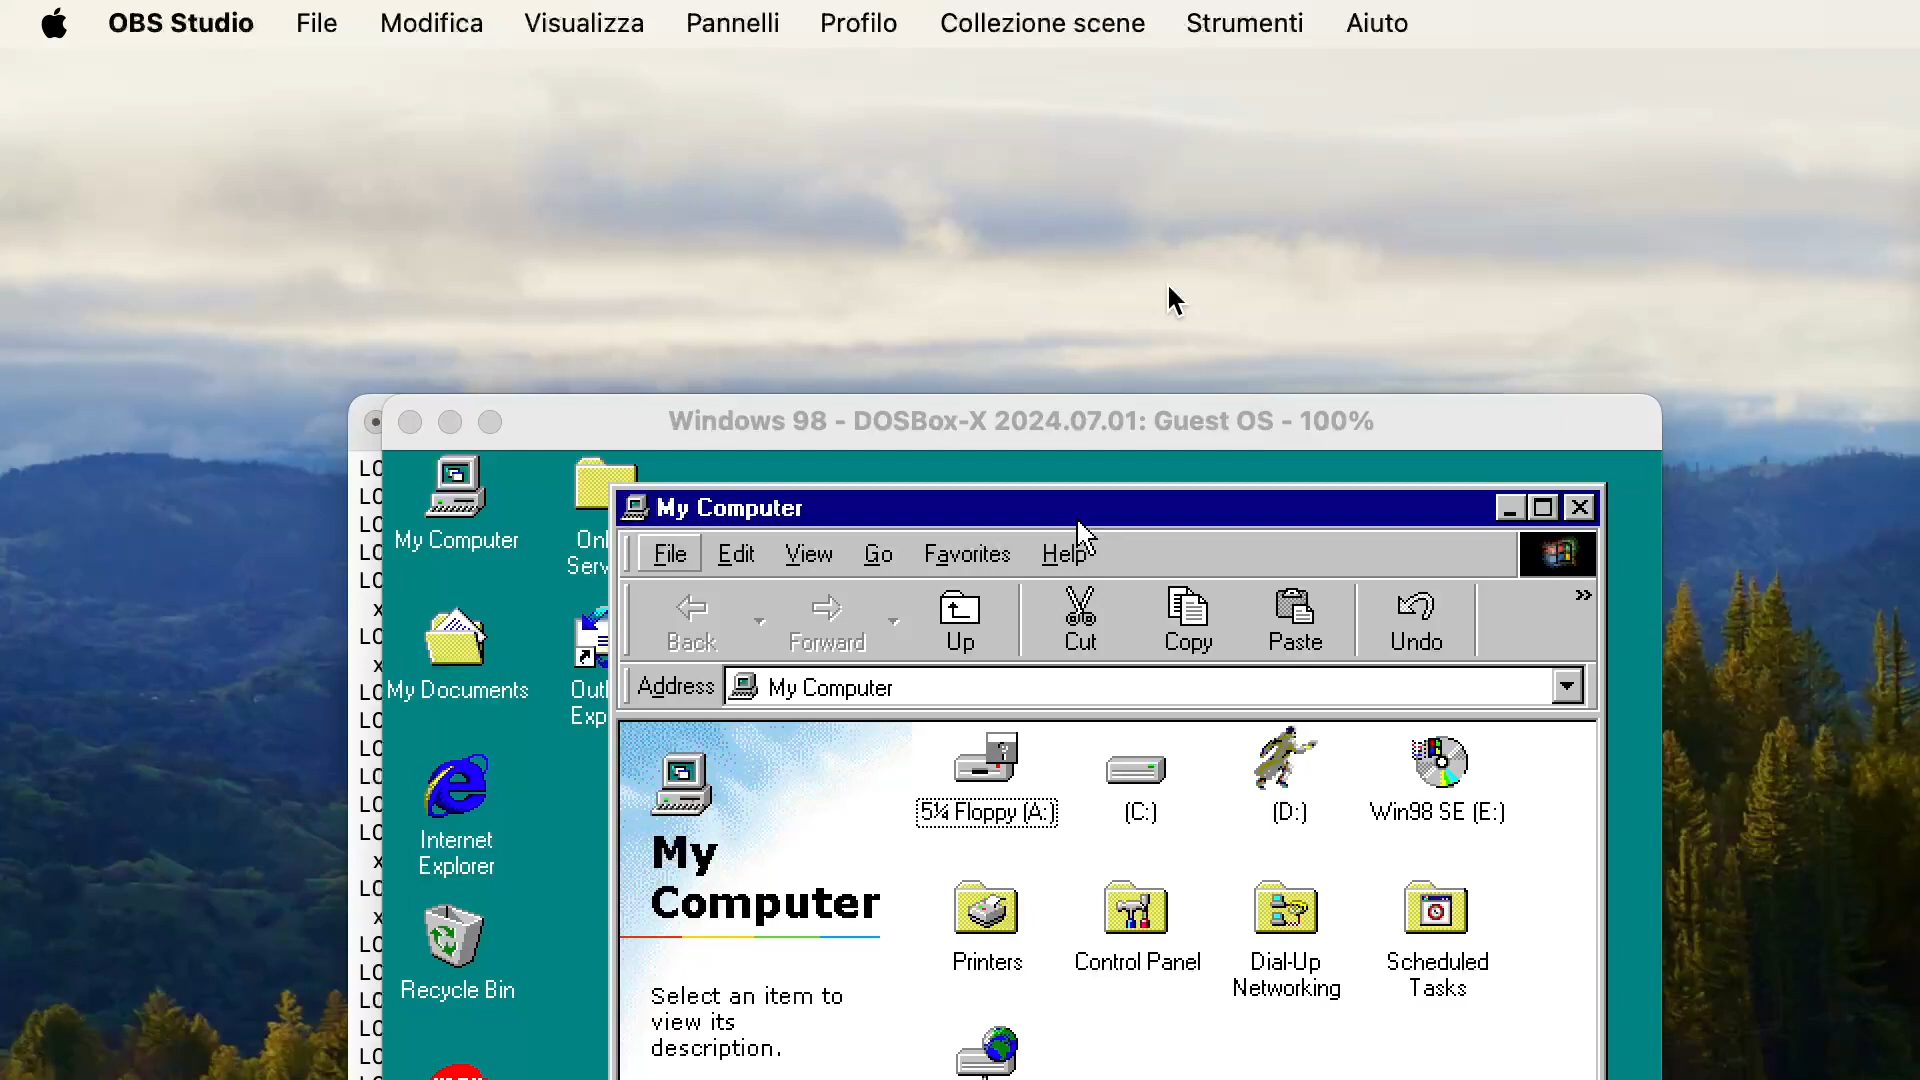 OBS Studio File Modifica Visualizza Pannelli Profilo Collezione scene Strumenti Aiuto
Windows 98 - DOSBox-X 2024.07.01: Guest OS - 100%
My Computer
My Documents
Internet
Explorer
Recycle Bin
My Computer
File Edit View Go Favorites Help
Back Forward Up Cut Copy Paste Undo
Address My Computer
5¼ Floppy (A:) (C:) (D:) Win98 SE (E:)
My
Computer
Printers Control Panel Dial-Up
Networking Scheduled
Tasks
Select an item to
view its
description.